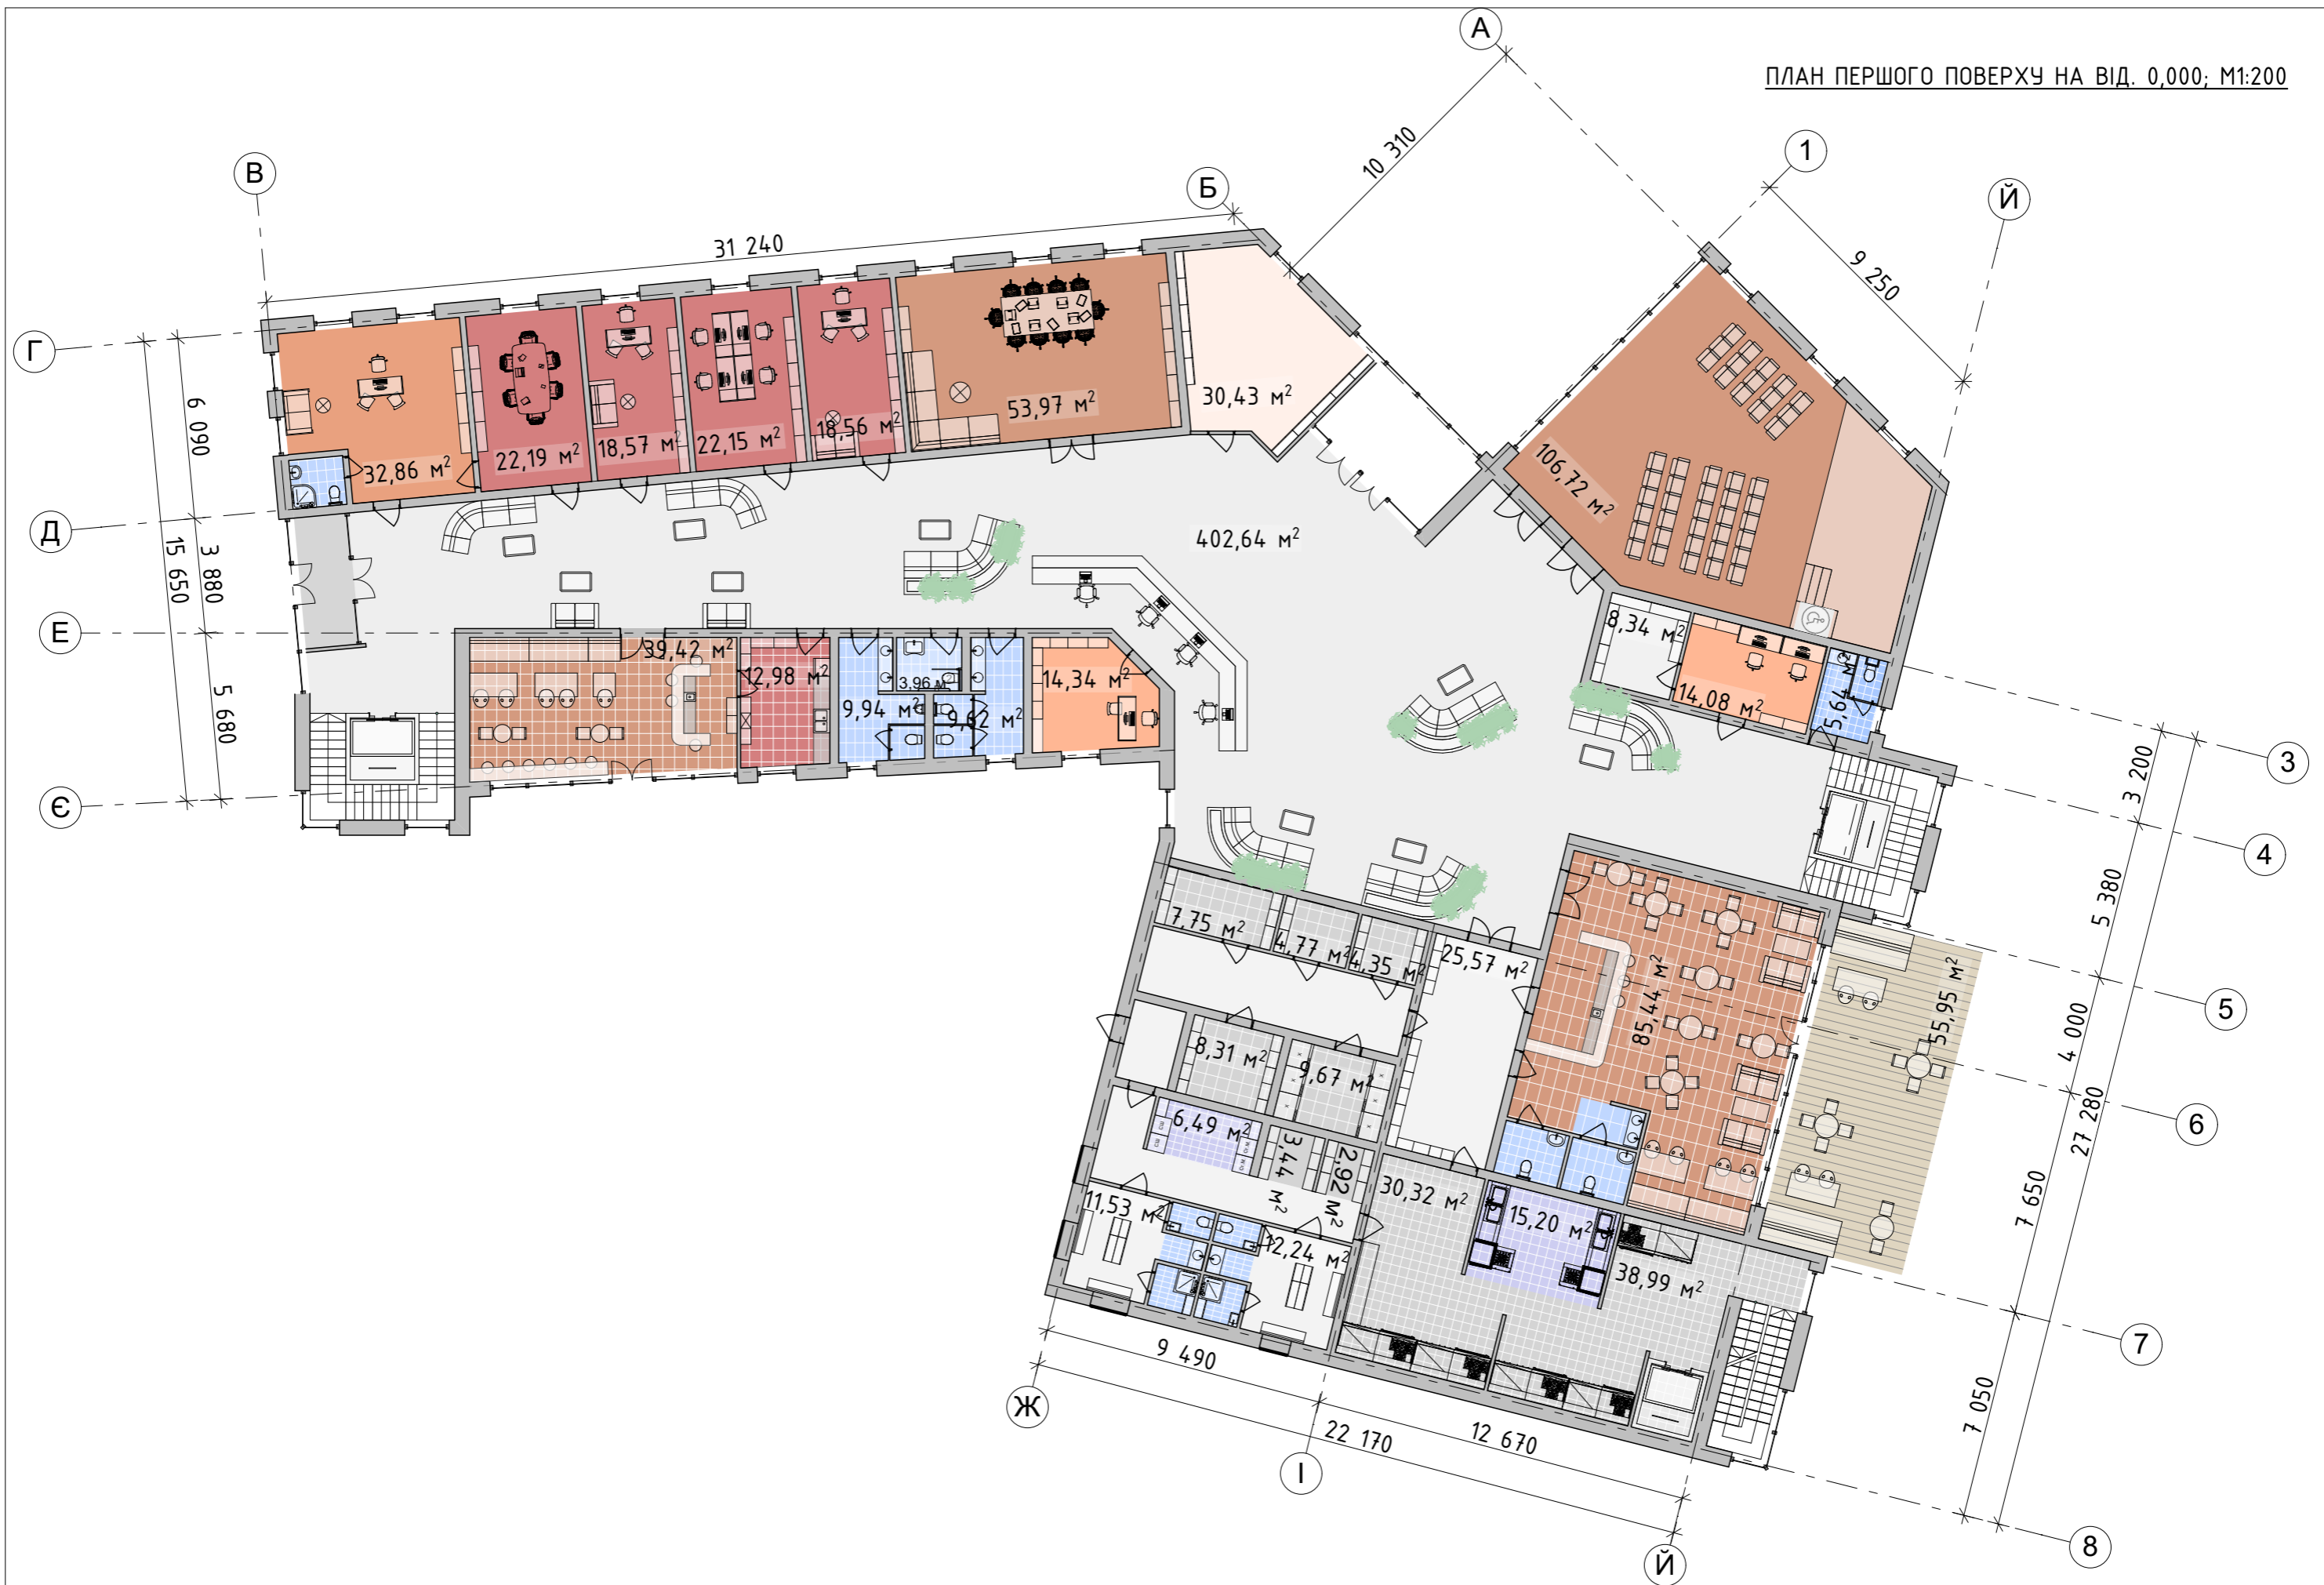 ПЛАН ПЕРШОГО ПОВЕРХУ НА ВІД. 0,000; М1:200
А
1
Й
В
Б
10 310
9 250
31 240
Г
Д
Е
Є
6 090
3 880
15 650
5 680
32,86 м²
22,19 м²
18,57 м²
22,15 м²
18,56 м²
53,97 м²
30,43 м²
106,72 м²
402,64 м²
8,34 м²
14,08 м²
5,64 м²
39,42 м²
12,98 м²
9,94 м²
3,96 м²
9,62 м²
14,34 м²
7,75 м²
4,77 м²
4,35 м²
25,57 м²
85,44 м²
55,95 м²
8,31 м²
9,67 м²
6,49 м²
3,44 м²
2,92 м²
30,32 м²
15,20 м²
38,99 м²
11,53 м²
12,24 м²
3
4
5
6
7
8
3 200
5 380
4 000
27 280
7 650
7 050
9 490
12 670
22 170
Ж
І
Й